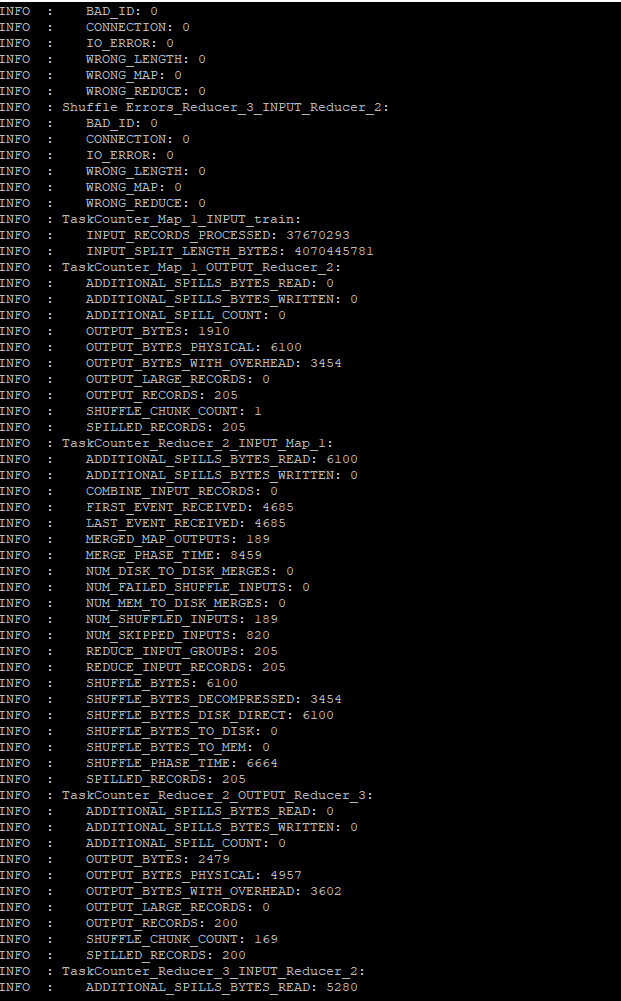 INFO  :     BAD_ID: 0
INFO  :     CONNECTION: 0
INFO  :     IO_ERROR: 0
INFO  :     WRONG_LENGTH: 0
INFO  :     WRONG_MAP: 0
INFO  :     WRONG_REDUCE: 0
INFO  :  Shuffle Errors_Reducer_3_INPUT_Reducer_2:
INFO  :     BAD_ID: 0
INFO  :     CONNECTION: 0
INFO  :     IO_ERROR: 0
INFO  :     WRONG_LENGTH: 0
INFO  :     WRONG_MAP: 0
INFO  :     WRONG_REDUCE: 0
INFO  :  TaskCounter_Map_1_INPUT_train:
INFO  :     INPUT_RECORDS_PROCESSED: 37670293
INFO  :     INPUT_SPLIT_LENGTH_BYTES: 4070445781
INFO  :  TaskCounter_Map_1_OUTPUT_Reducer_2:
INFO  :     ADDITIONAL_SPILLS_BYTES_READ: 0
INFO  :     ADDITIONAL_SPILLS_BYTES_WRITTEN: 0
INFO  :     ADDITIONAL_SPILL_COUNT: 0
INFO  :     OUTPUT_BYTES: 1910
INFO  :     OUTPUT_BYTES_PHYSICAL: 6100
INFO  :     OUTPUT_BYTES_WITH_OVERHEAD: 3454
INFO  :     OUTPUT_LARGE_RECORDS: 0
INFO  :     OUTPUT_RECORDS: 205
INFO  :     SHUFFLE_CHUNK_COUNT: 1
INFO  :     SPILLED_RECORDS: 205
INFO  :  TaskCounter_Reducer_2_INPUT_Map_1:
INFO  :     ADDITIONAL_SPILLS_BYTES_READ: 6100
INFO  :     ADDITIONAL_SPILLS_BYTES_WRITTEN: 0
INFO  :     COMBINE_INPUT_RECORDS: 0
INFO  :     FIRST_EVENT_RECEIVED: 4685
INFO  :     LAST_EVENT_RECEIVED: 4685
INFO  :     MERGED_MAP_OUTPUTS: 189
INFO  :     MERGE_PHASE_TIME: 8459
INFO  :     NUM_DISK_TO_DISK_MERGES: 0
INFO  :     NUM_FAILED_SHUFFLE_INPUTS: 0
INFO  :     NUM_MEM_TO_DISK_MERGES: 0
INFO  :     NUM_SHUFFLED_INPUTS: 189
INFO  :     NUM_SKIPPED_INPUTS: 820
INFO  :     REDUCE_INPUT_GROUPS: 205
INFO  :     REDUCE_INPUT_RECORDS: 205
INFO  :     SHUFFLE_BYTES: 6100
INFO  :     SHUFFLE_BYTES_DECOMPRESSED: 3454
INFO  :     SHUFFLE_BYTES_DISK_DIRECT: 6100
INFO  :     SHUFFLE_BYTES_TO_DISK: 0
INFO  :     SHUFFLE_BYTES_TO_MEM: 0
INFO  :     SHUFFLE_PHASE_TIME: 6664
INFO  :     SPILLED_RECORDS: 205
INFO  :  TaskCounter_Reducer_2_OUTPUT_Reducer_3:
INFO  :     ADDITIONAL_SPILLS_BYTES_READ: 0
INFO  :     ADDITIONAL_SPILLS_BYTES_WRITTEN: 0
INFO  :     ADDITIONAL_SPILL_COUNT: 0
INFO  :     OUTPUT_BYTES: 2479
INFO  :     OUTPUT_BYTES_PHYSICAL: 4957
INFO  :     OUTPUT_BYTES_WITH_OVERHEAD: 3602
INFO  :     OUTPUT_LARGE_RECORDS: 0
INFO  :     OUTPUT_RECORDS: 200
INFO  :     SHUFFLE_CHUNK_COUNT: 169
INFO  :     SPILLED_RECORDS: 200
INFO  :  TaskCounter_Reducer_3_INPUT_Reducer_2:
INFO  :     ADDITIONAL_SPILLS_BYTES_READ: 5280